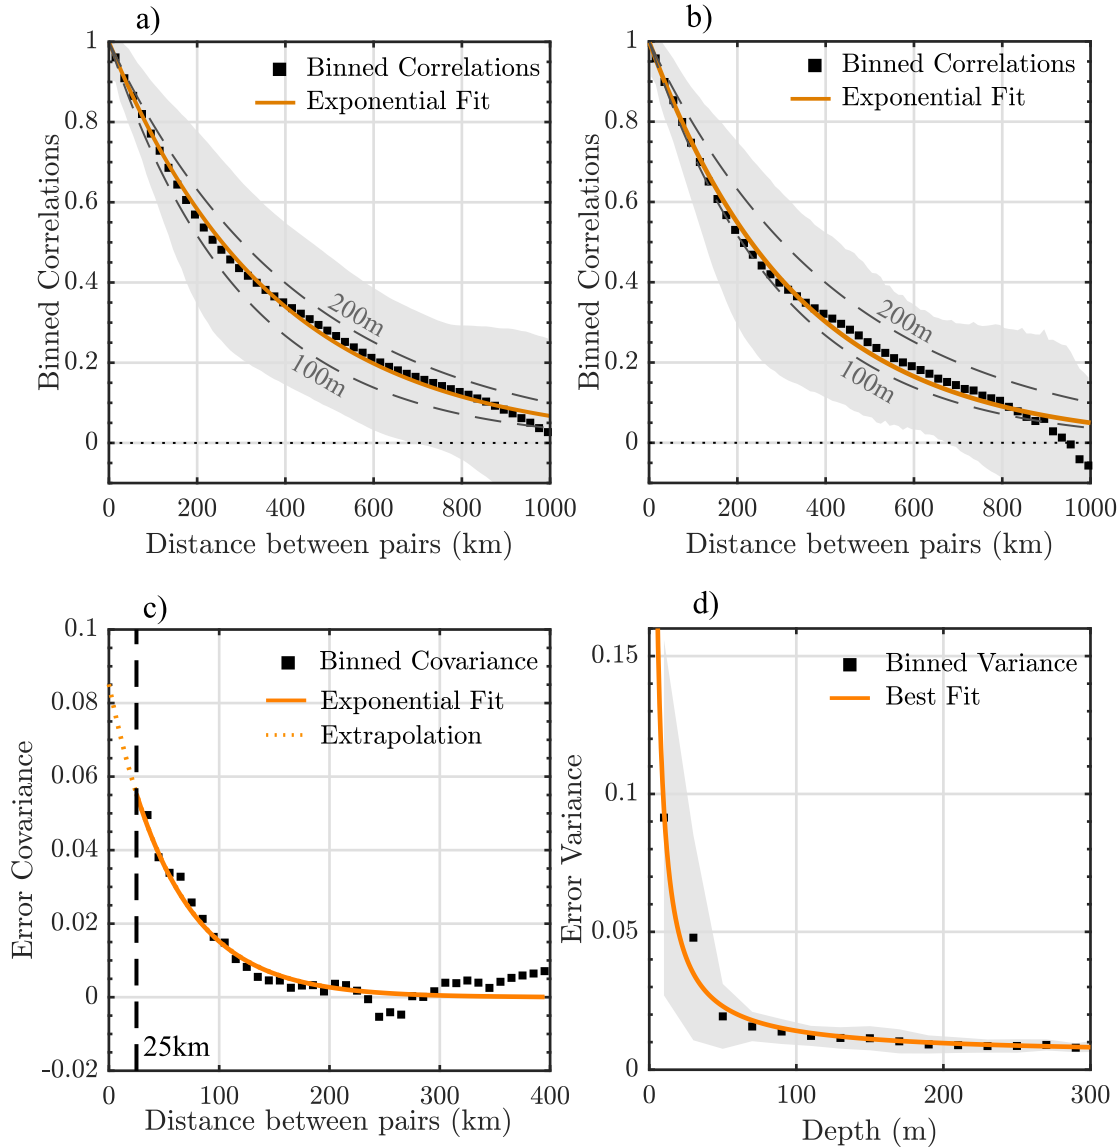 a)
1
0.8
0.6
0.4
0.2
0
0 200 400 600 800 1000
Binned Correlations
Distance between pairs (km)
Binned Correlations
Exponential Fit
200m
100m
b)
1
0.8
0.6
0.4
0.2
0
0 200 400 600 800 1000
Binned Correlations
Distance between pairs (km)
Binned Correlations
Exponential Fit
200m
100m
c)
0.1
0.08
0.06
0.04
0.02
0
-0.02
0 100 200 300 400
Error Covariance
Distance between pairs (km)
Binned Covariance
Exponential Fit
Extrapolation
25km
d)
0.15
0.1
0.05
0
0 100 200 300
Error Variance
Depth (m)
Binned Variance
Best Fit